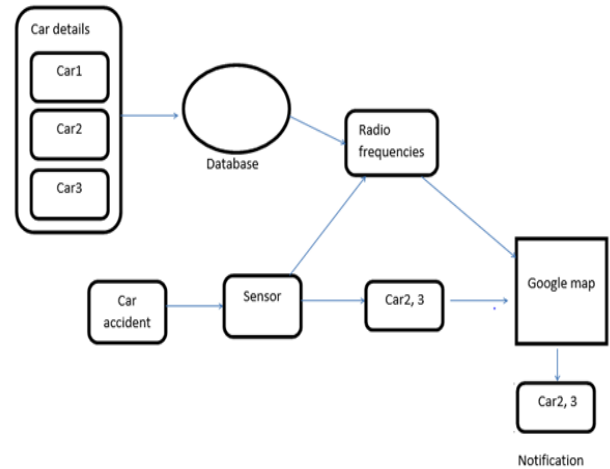 Car details
Car1
Car2
Car3
Database
Radio
frequencies
Car
accident
Sensor
Car2, 3
Google map
Car2, 3
Notification